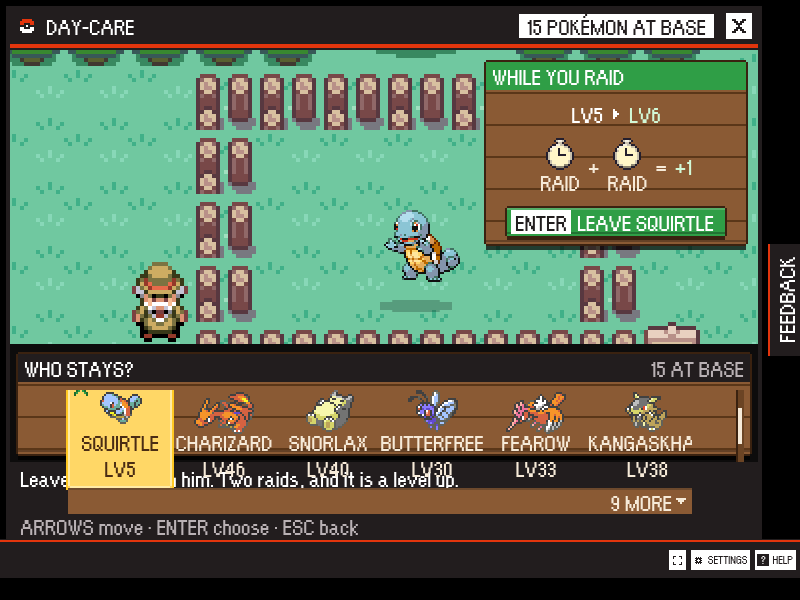 DAY-CARE
15 POKÉMON AT BASE
X
WHILE YOU RAID
LV5 LV6
RAID + RAID = +1
ENTER LEAVE SQUIRTLE
FEEDBACK
WHO STAYS?
15 AT BASE
SQUIRTLE CHARIZARD SNORLAX BUTTERFREE FEAROW KANGASKHA
LV5 LV46 LV40 LV30 LV33 LV38
Leave him. Two raids, and it is a level up.
9 MORE
ARROWS move · ENTER choose · ESC back
SETTINGS
? HELP